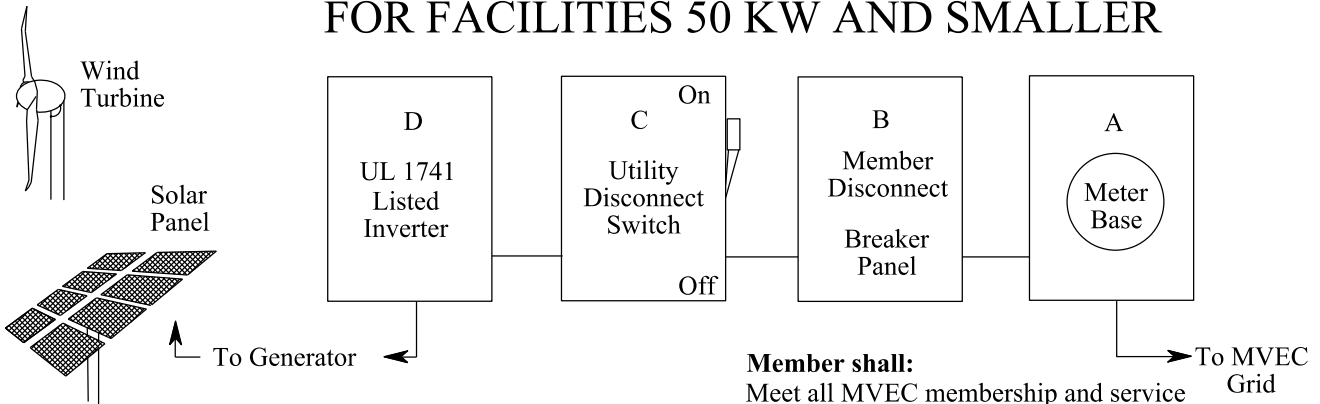 FOR FACILITIES 50 KW AND SMALLER
Wind
Turbine
Solar
Panel
To Generator
D
UL 1741
Listed
Inverter
On
C
Utility
Disconnect
Switch
Off
B
Member
Disconnect
Breaker
Panel
A
Meter
Base
To MVEC
Grid
Member shall:
Meet all MVEC membership and service